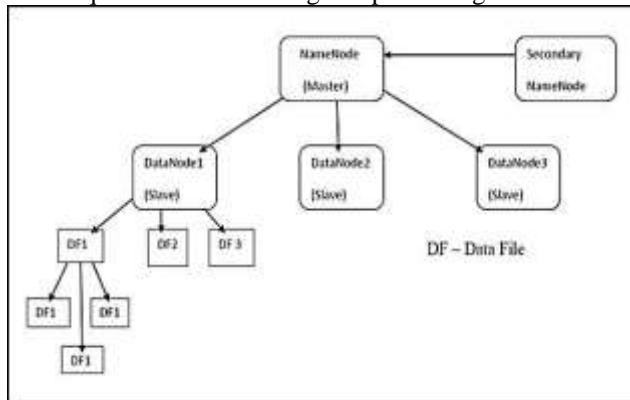 NameNode
(Master)
Secondary
NameNode
DataNode1
(Slave)
DataNode2
(Slave)
DataNode3
(Slave)
DF1
DF2
DF 3
DF – Data File
DF1
DF1
DF1